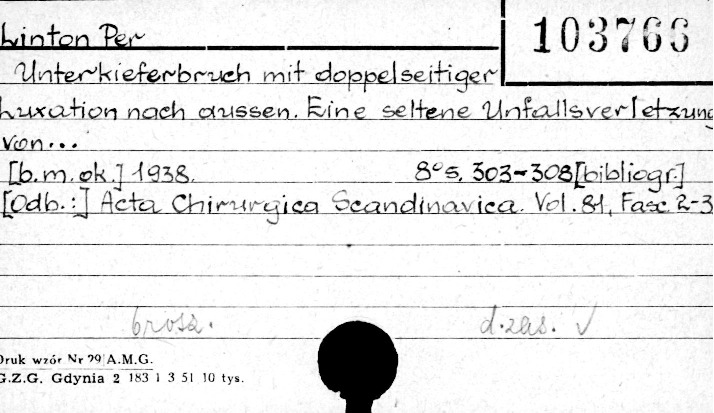 Linton Per
103766
Unterkieferbruch mit doppelseitiger
Luxation nach aussen. Eine seltene Unfallsverletzung
von...
[b.m.ok.] 1938. 8° s. 303-308 [bibliogr.]
[Odb.:] Acta Chirurgica Scandinavica. Vol. 81, Fasc. 2-3
brosz. d.zas. V
Druk wzór Nr 29 A.M.G.
G.Z.G. Gdynia 2 183 1 3 51 10 tys.